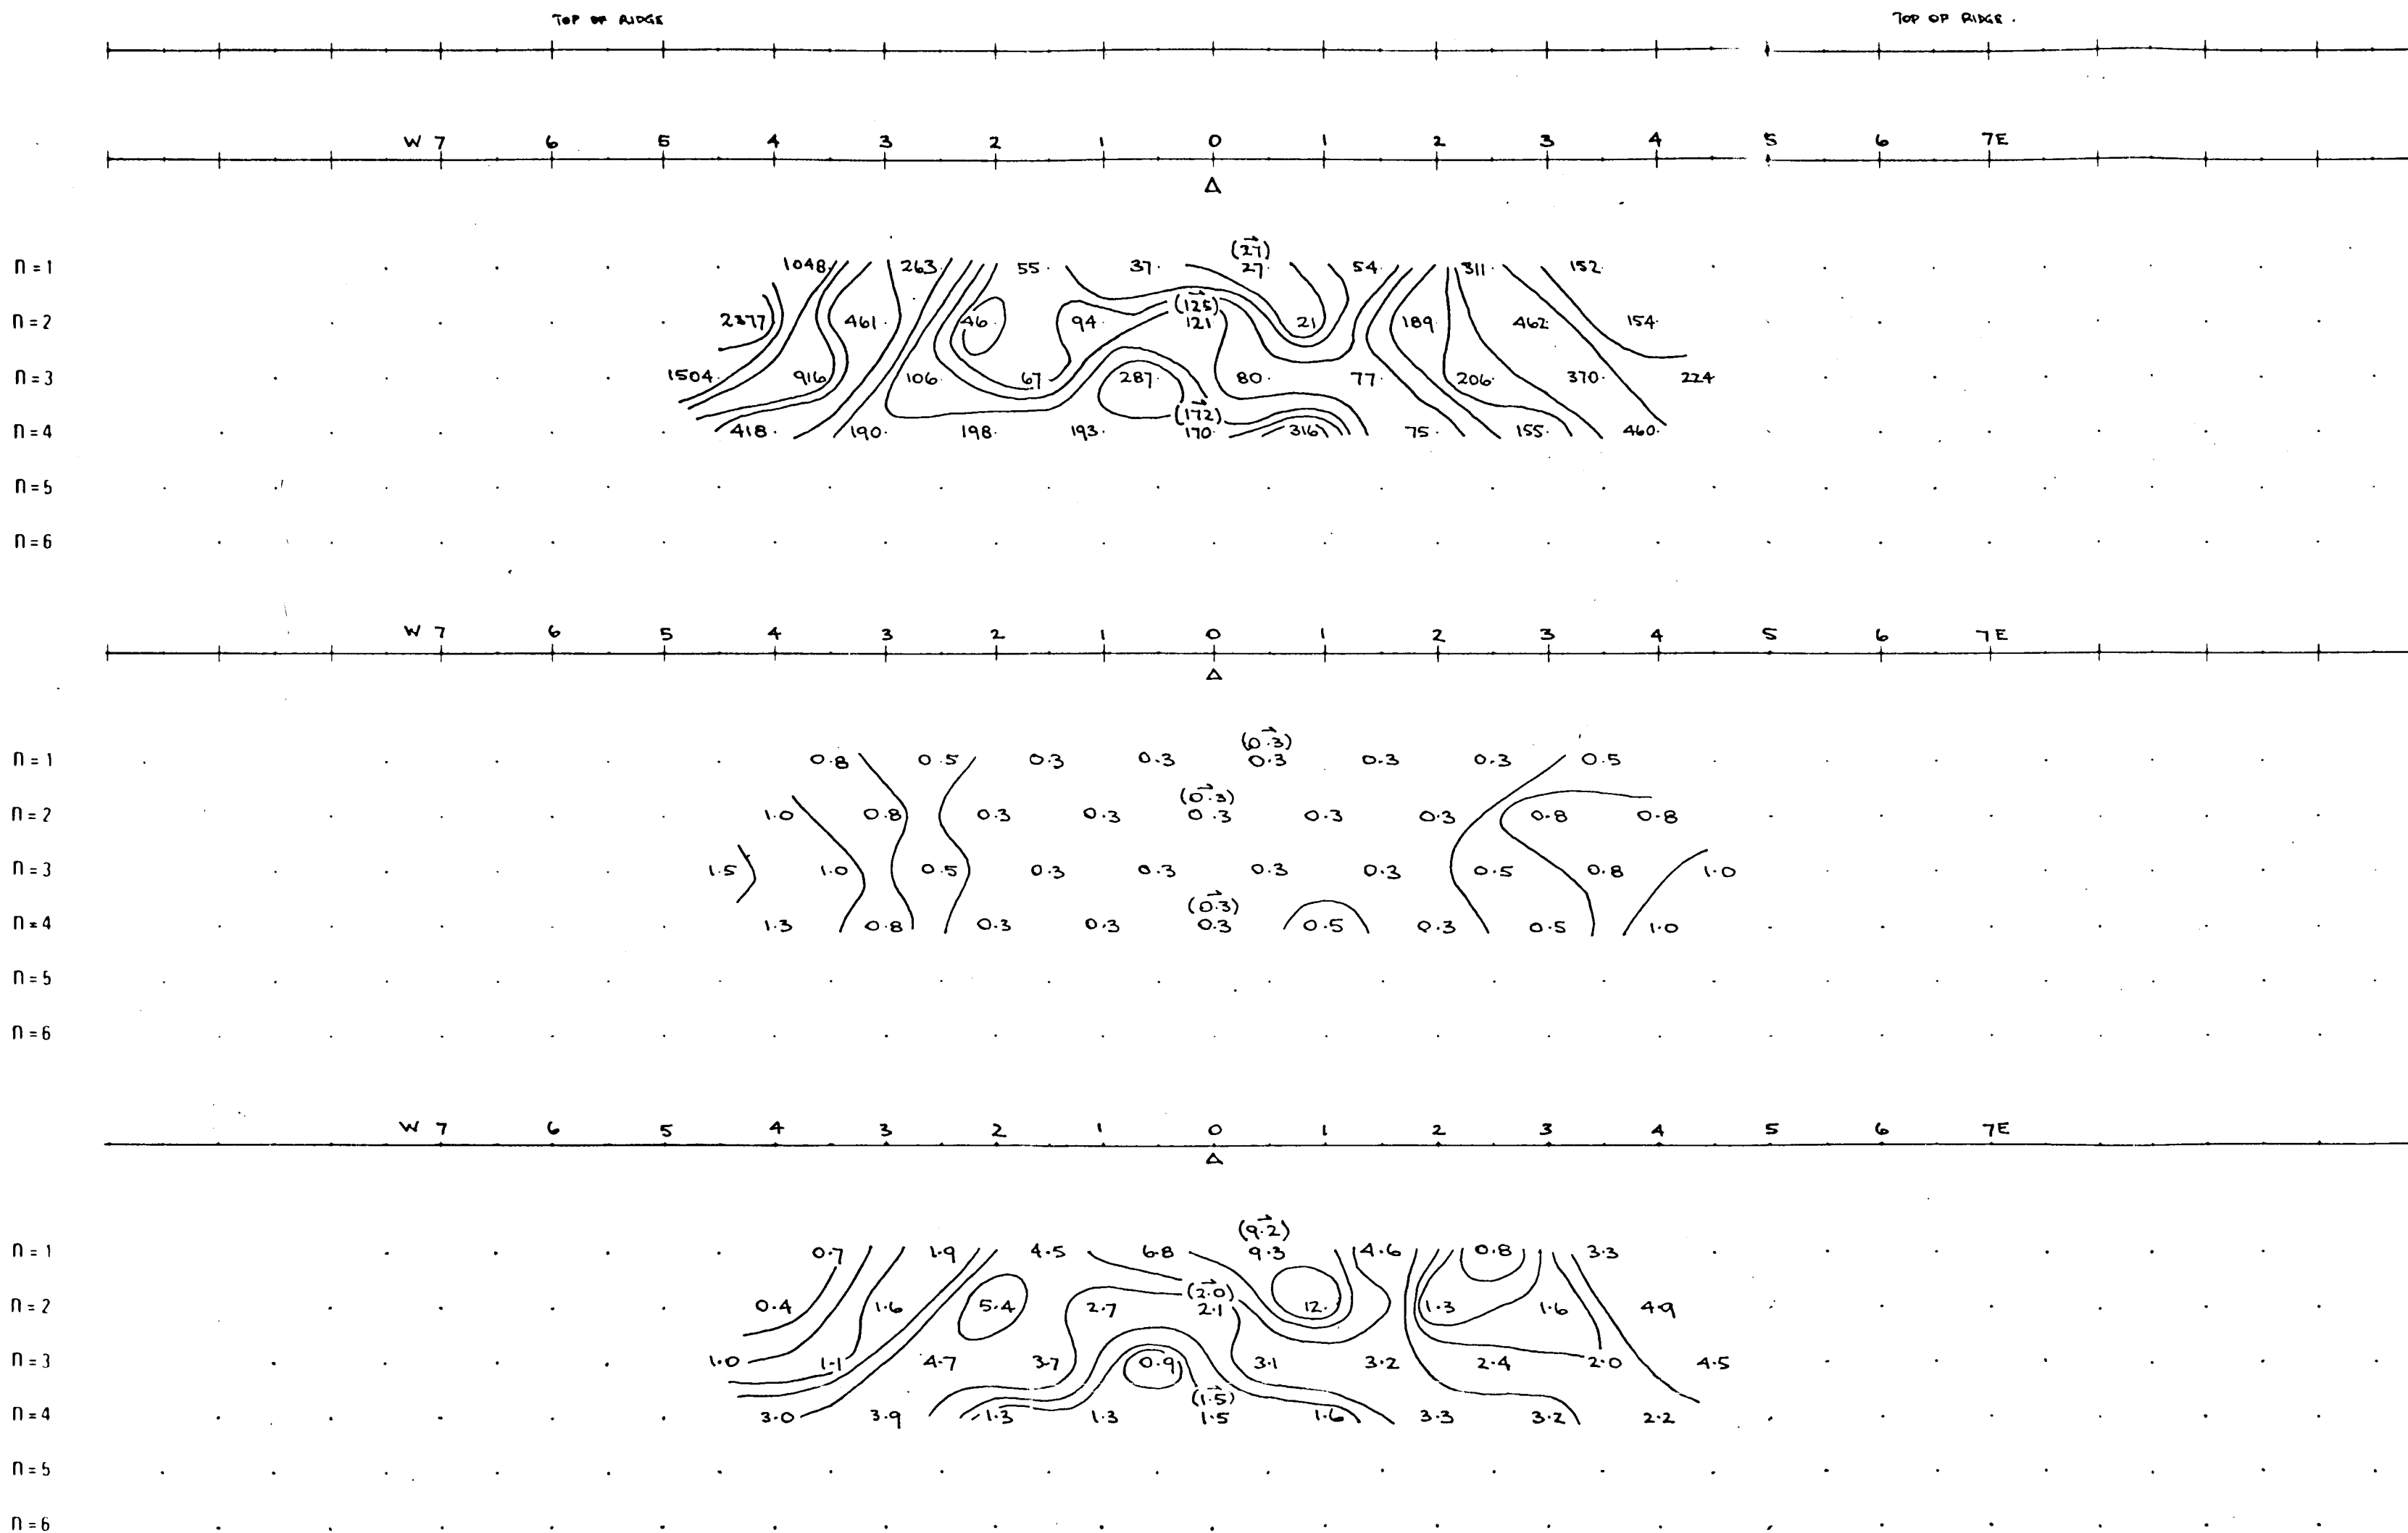 TOP OF RIDGE TOP OF RIDGE.
W 7 6 5 4 3 2 1 0 1 2 3 4 5 6 7E
Δ
(27)
n=1 1048 263 55 37 27 54 311 152
(125)
n=2 2377 461 46 94 121 21 189 462 154
n=3 1504 916 106 67 287 80 77 206 370 224
(172)
n=4 418 190 198 193 170 316 75 155 460
n=5
n=6
W 7 6 5 4 3 2 1 0 1 2 3 4 5 6 7E
Δ
(0.3)
n=1 0.8 0.5 0.3 0.3 0.3 0.3 0.3 0.5
(0.3)
n=2 1.0 0.8 0.3 0.3 0.3 0.3 0.3 0.8 0.8
n=3 1.5 1.0 0.5 0.3 0.3 0.3 0.3 0.5 0.8 1.0
(0.3)
n=4 1.3 0.8 0.3 0.3 0.3 0.5 0.3 0.5 1.0
n=5
n=6
W 7 6 5 4 3 2 1 0 1 2 3 4 5 6 7E
Δ
(9.2)
n=1 0.7 1.9 4.5 6.8 9.3 4.6 0.8 3.3
(2.0)
n=2 0.4 1.6 5.4 2.7 2.1 12. 1.3 1.6 4.9
n=3 1.0 1.1 4.7 3.7 0.9 3.1 3.2 2.4 2.0 4.5
(1.5)
n=4 3.0 3.9 1.3 1.3 1.5 1.6 3.3 3.2 2.2
n=5
n=6